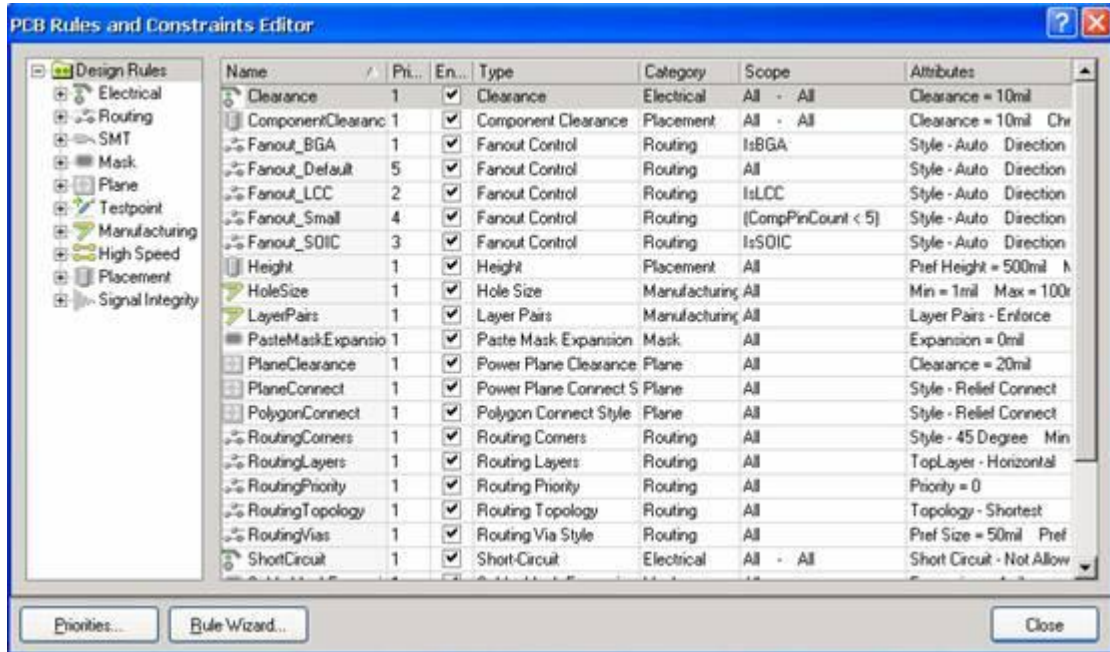 PCB Rules and Constraints Editor
Design Rules
Electrical
Routing
SMT
Mask
Plane
Testpoint
Manufacturing
High Speed
Placement
Signal Integrity
Name Pri... En... Type Category Scope Attributes
Clearance 1 Clearance Electrical All - All Clearance = 10mil
ComponentClearanc 1 Component Clearance Placement All - All Clearance = 10mil Che
Fanout_BGA 1 Fanout Control Routing IsBGA Style - Auto Direction
Fanout_Default 5 Fanout Control Routing All Style - Auto Direction
Fanout_LCC 2 Fanout Control Routing IsLCC Style - Auto Direction
Fanout_Small 4 Fanout Control Routing (CompPinCount < 5) Style - Auto Direction
Fanout_SOIC 3 Fanout Control Routing IsSOIC Style - Auto Direction
Height 1 Height Placement All Pref Height = 500mil
HoleSize 1 Hole Size Manufacturing All Min = 1mil Max = 100
LayerPairs 1 Layer Pairs Manufacturing All Layer Pairs - Enforce
PasteMaskExpansio 1 Paste Mask Expansion Mask All Expansion = 0mil
PlaneClearance 1 Power Plane Clearance Plane All Clearance = 20mil
PlaneConnect 1 Power Plane Connect S Plane All Style - Relief Connect
PolygonConnect 1 Polygon Connect Style Plane All Style - Relief Connect
RoutingCorners 1 Routing Corners Routing All Style - 45 Degree Min
RoutingLayers 1 Routing Layers Routing All TopLayer - Horizontal
RoutingPriority 1 Routing Priority Routing All Priority = 0
RoutingTopology 1 Routing Topology Routing All Topology - Shortest
RoutingVias 1 Routing Via Style Routing All Pref Size = 50mil Pref
ShortCircuit 1 Short-Circuit Electrical All - All Short Circuit - Not Allow
Priorities... Rule Wizard... Close